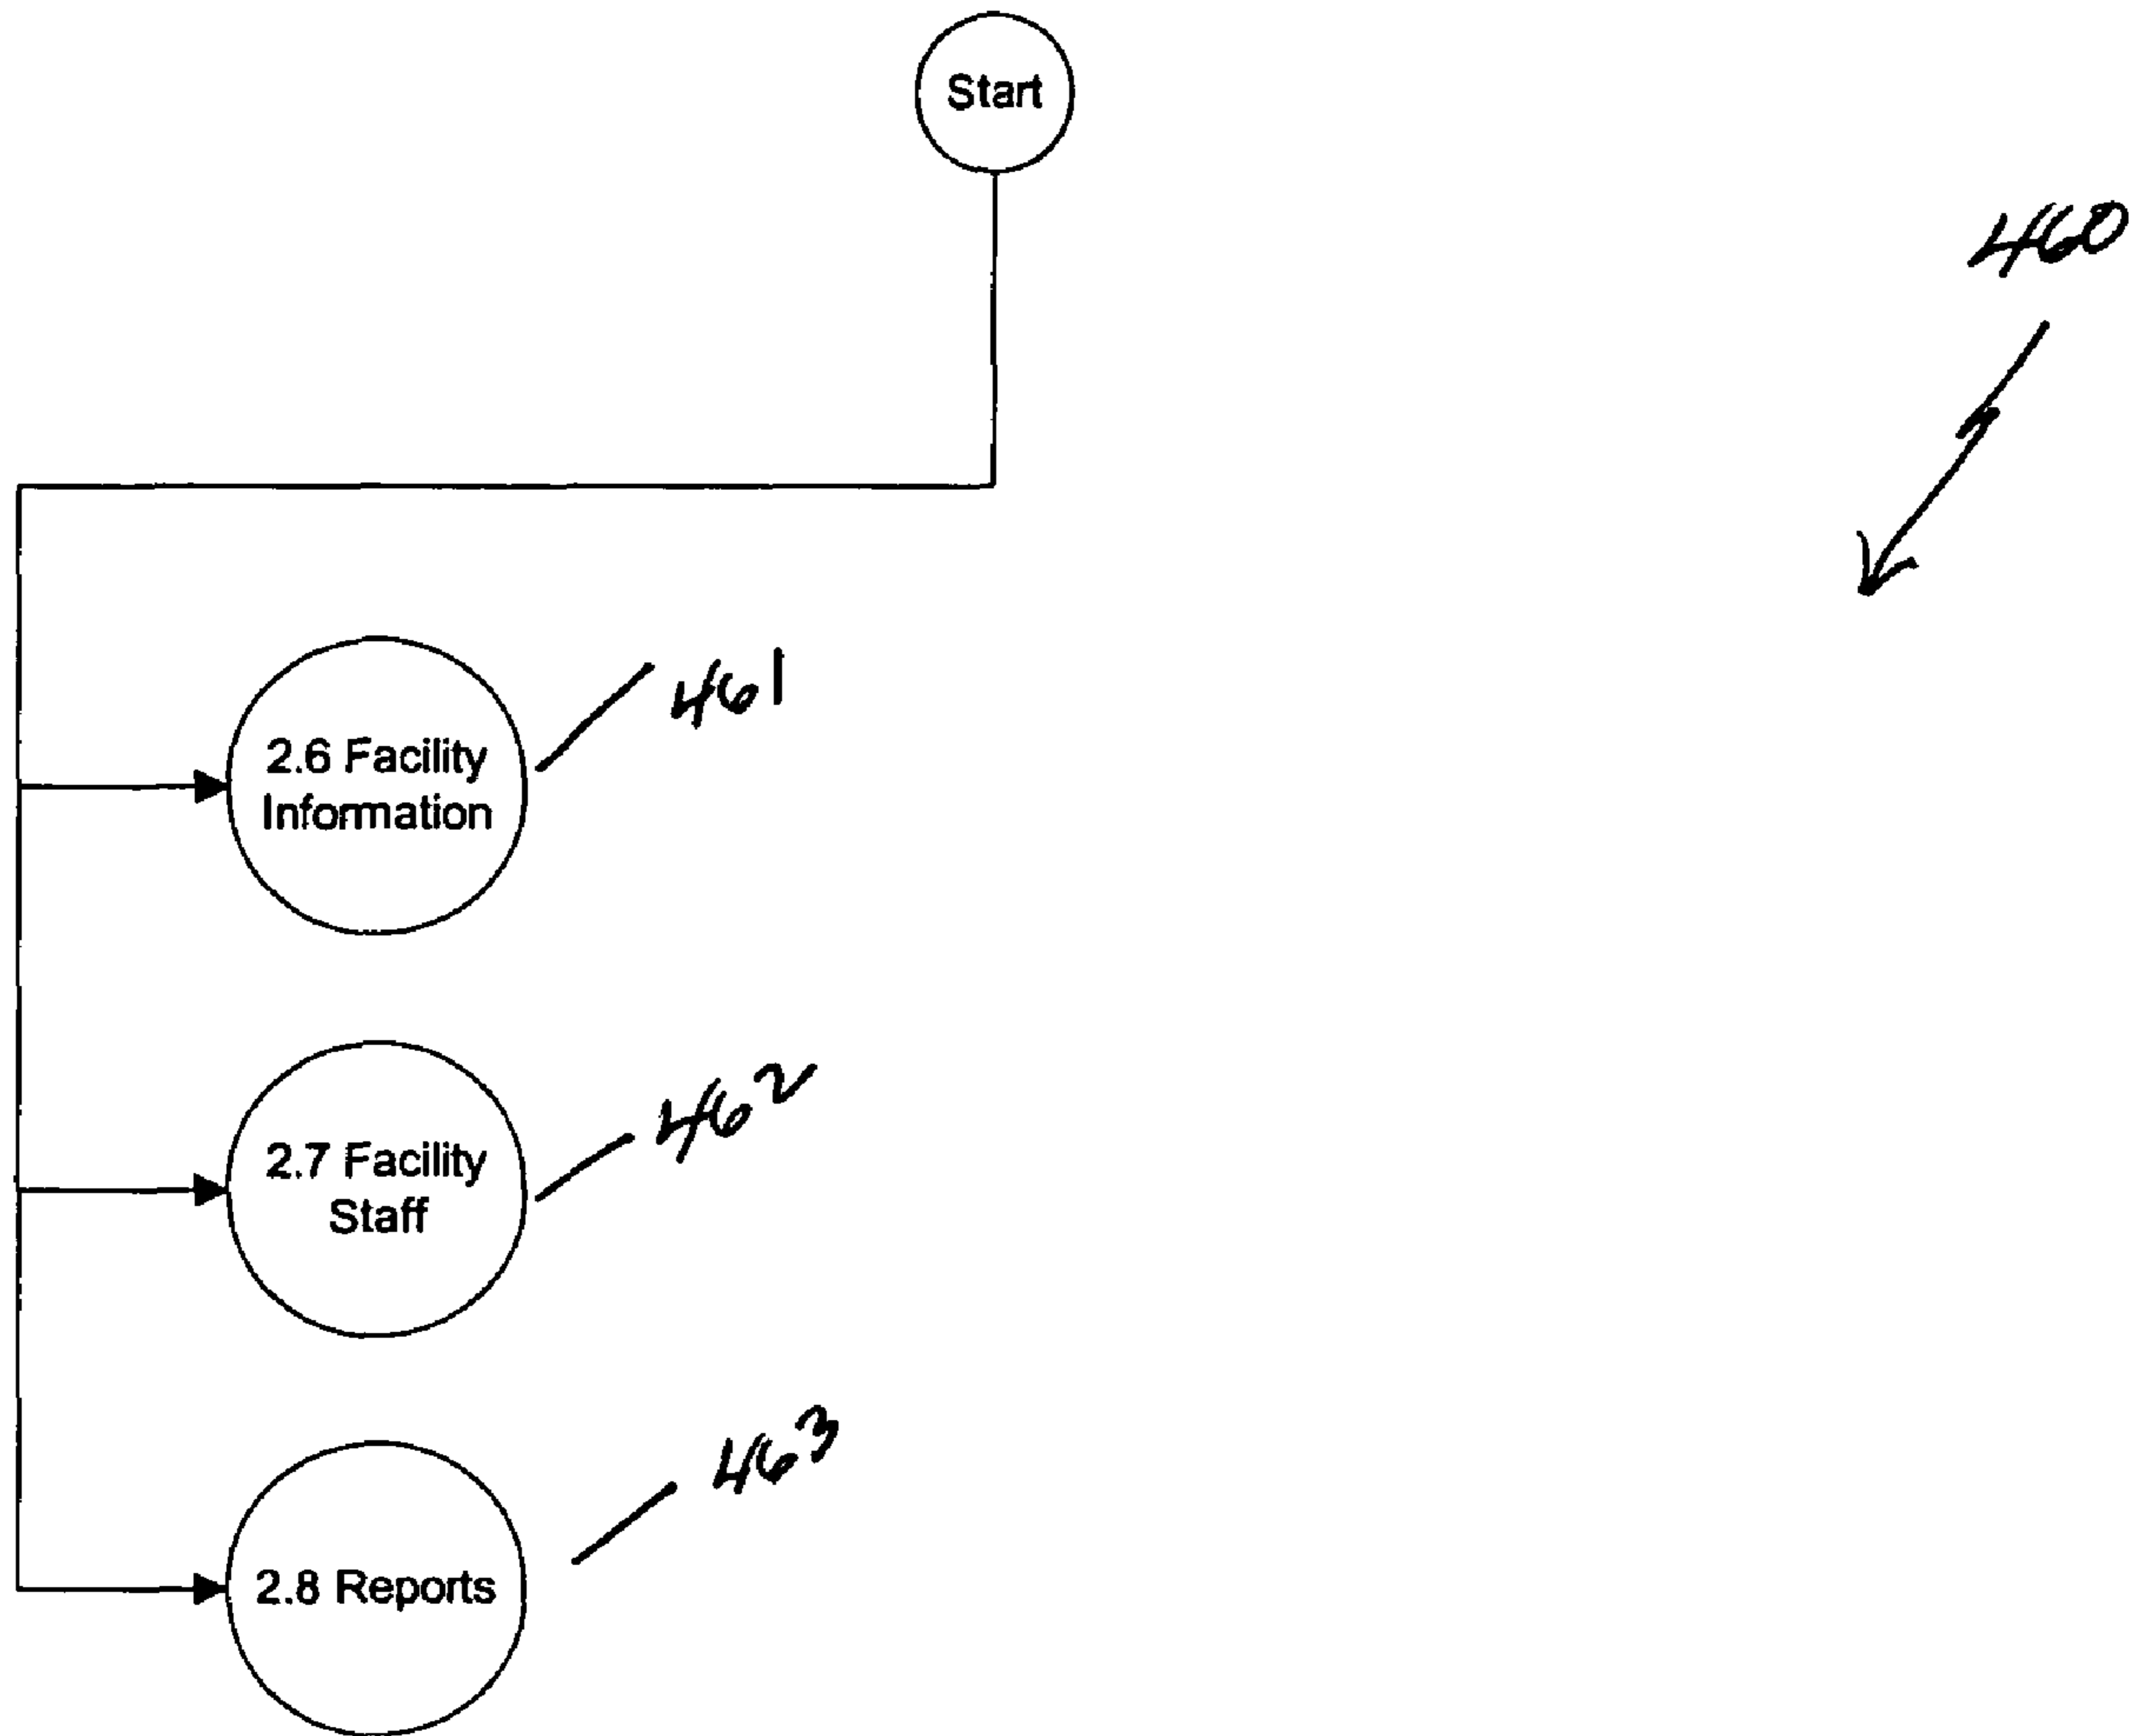 Start
460
2.6 Facility
Information
461
2.7 Facility
Staff
462
2.8 Reports
463